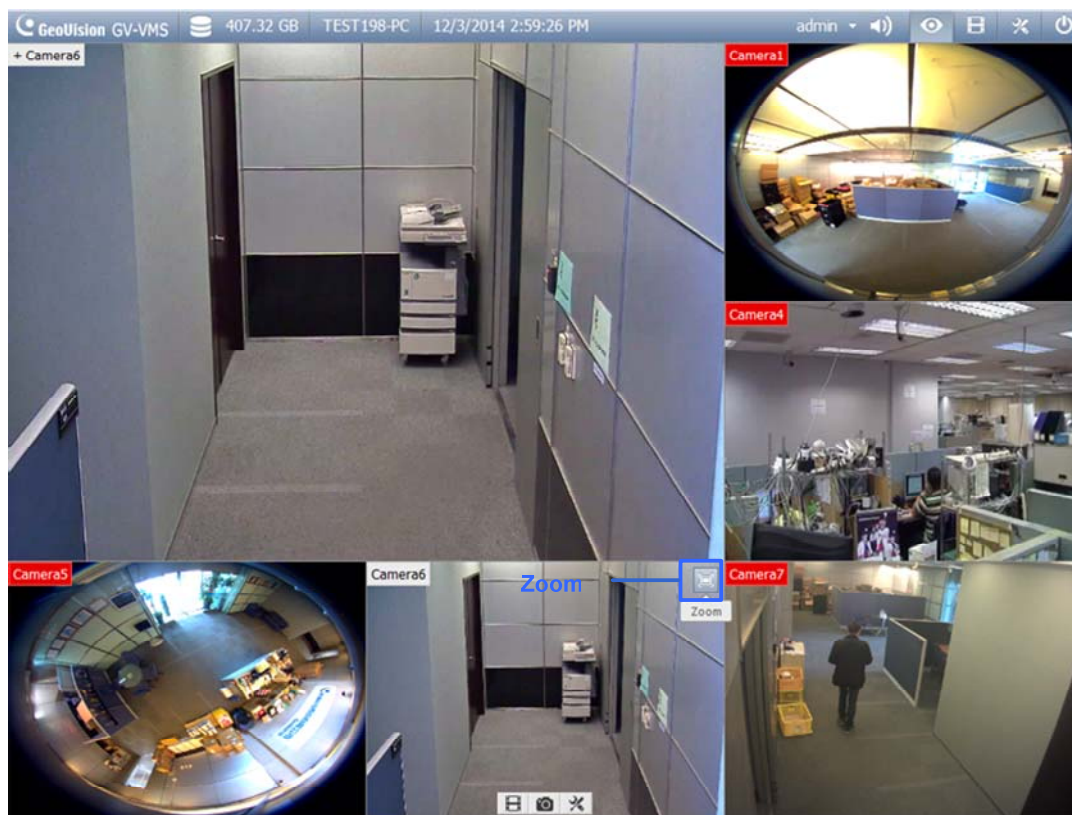 GeoVision GV-VMS 407.32 GB TEST198-PC 12/3/2014 2:59:26 PM admin
+ Camera6
Camera1
Camera4
Camera5
Camera6
Zoom
Zoom
Camera7